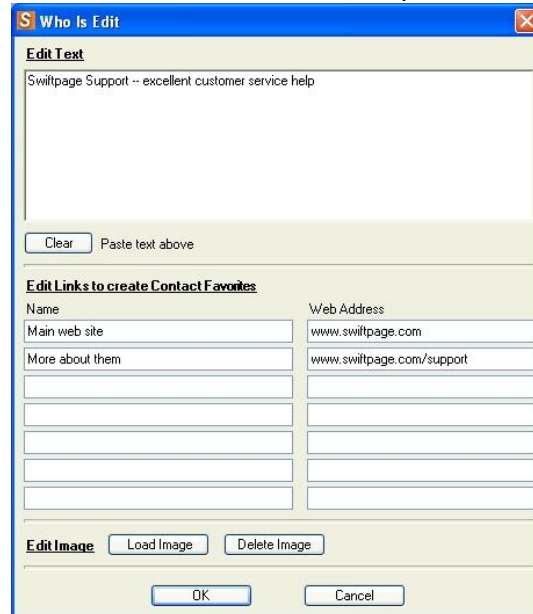 S Who Is Edit
Edit Text
Swiftpage Support -- excellent customer service help
Clear Paste text above
Edit Links to create Contact Favorites
Name Web Address
Main web site www.swiftpage.com
More about them www.swiftpage.com/support
Edit Image Load Image Delete Image
OK Cancel